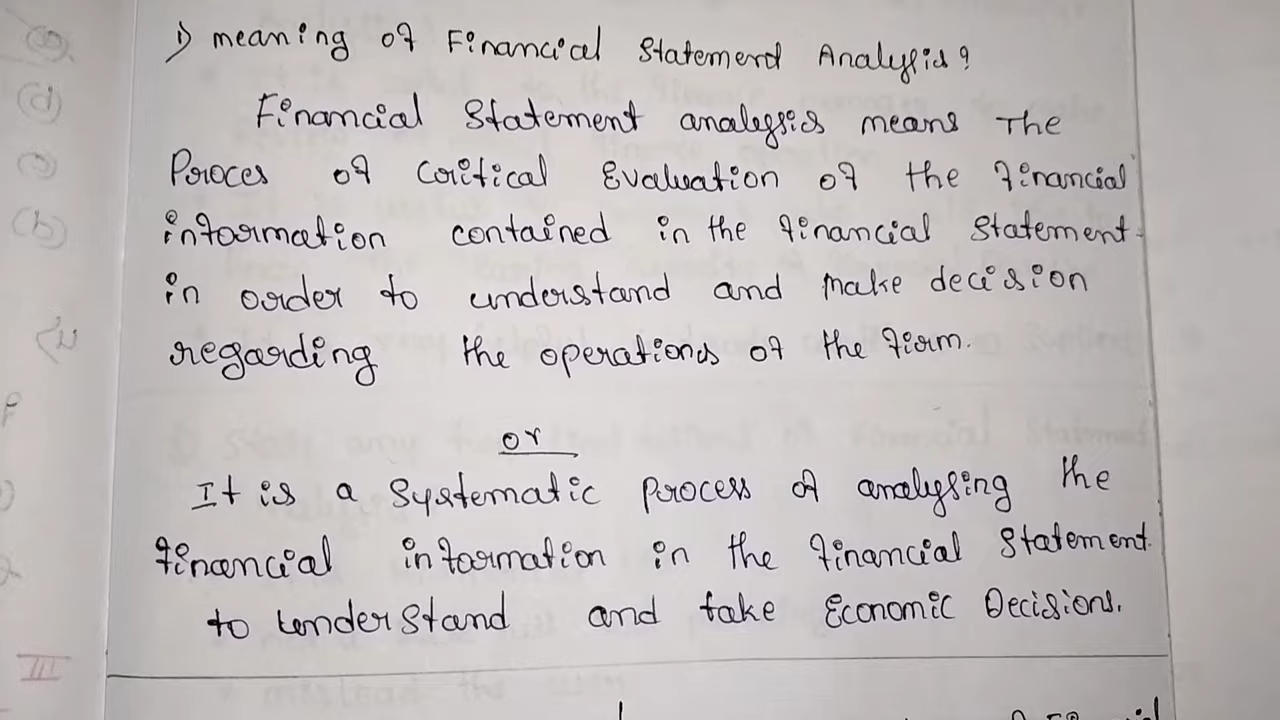 1) meaning of Financial Statement Analysis?
Financial Statement analysis means The
Proces of Critical Evaluation of the financial
information contained in the financial Statement.
in order to understand and make decision
regarding the operations of the firm.
or
It is a Systematic process of analysing the
financial information in the financial Statement.
to understand and take Economic Decisions.
III